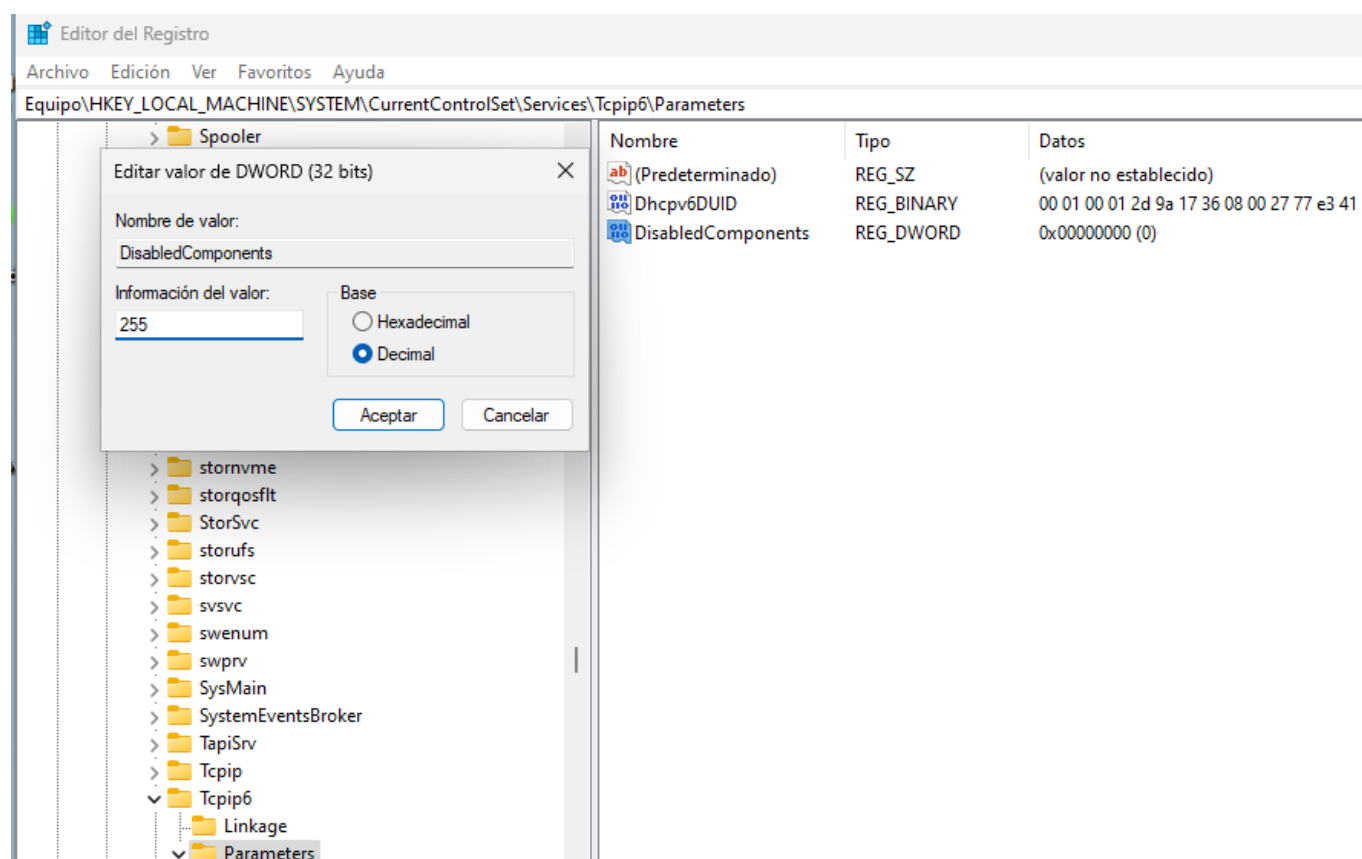 Editor del Registro
Archivo Edición Ver Favoritos Ayuda
Equipo\HKEY_LOCAL_MACHINE\SYSTEM\CurrentControlSet\Services\Tcpip6\Parameters
Spooler
Editar valor de DWORD (32 bits)
Nombre de valor:
DisabledComponents
Información del valor:
255
Base
Hexadecimal
Decimal
Aceptar Cancelar
stornvme
storqosflt
StorSvc
storufs
storvsc
svsvc
swenum
swprv
SysMain
SystemEventsBroker
TapiSrv
Tcpip
Tcpip6
Linkage
Parameters
Nombre Tipo Datos
(Predeterminado) REG_SZ (valor no establecido)
Dhcpv6DUID REG_BINARY 00 01 00 01 2d 9a 17 36 08 00 27 77 e3 41
DisabledComponents REG_DWORD 0x00000000 (0)